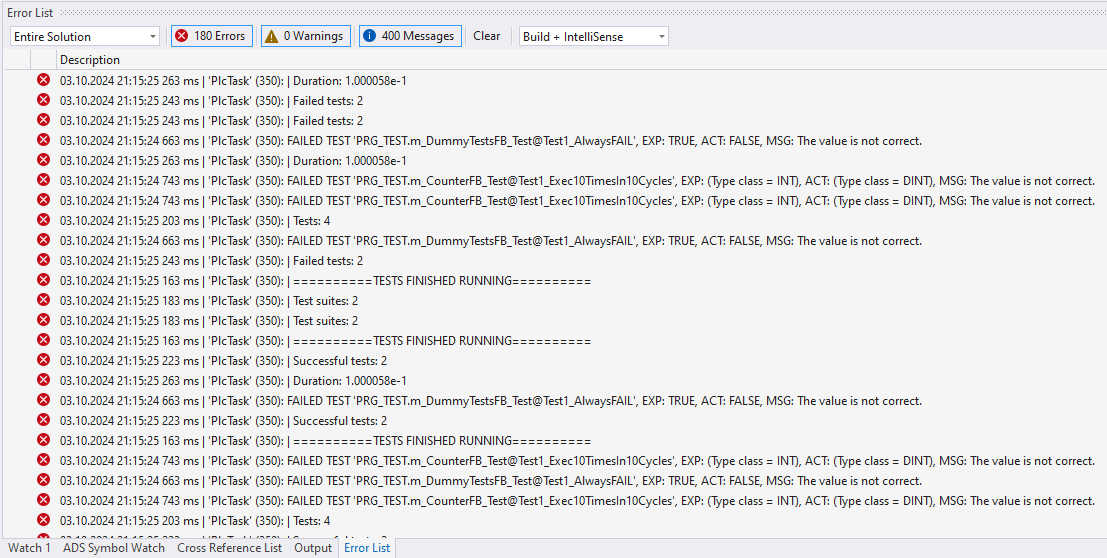 Error List
Entire Solution 180 Errors 0 Warnings 400 Messages Clear Build + IntelliSense
Description
03.10.2024 21:15:25 263 ms | 'PlcTask' (350): | Duration: 1.000058e-1
03.10.2024 21:15:25 243 ms | 'PlcTask' (350): | Failed tests: 2
03.10.2024 21:15:25 243 ms | 'PlcTask' (350): | Failed tests: 2
03.10.2024 21:15:24 663 ms | 'PlcTask' (350): FAILED TEST 'PRG_TEST.m_DummyTestsFB_Test@Test1_AlwaysFAIL', EXP: TRUE, ACT: FALSE, MSG: The value is not correct.
03.10.2024 21:15:25 263 ms | 'PlcTask' (350): | Duration: 1.000058e-1
03.10.2024 21:15:24 743 ms | 'PlcTask' (350): FAILED TEST 'PRG_TEST.m_CounterFB_Test@Test1_Exec10TimesIn10Cycles', EXP: (Type class = INT), ACT: (Type class = DINT), MSG: The value is not correct.
03.10.2024 21:15:24 743 ms | 'PlcTask' (350): FAILED TEST 'PRG_TEST.m_CounterFB_Test@Test1_Exec10TimesIn10Cycles', EXP: (Type class = INT), ACT: (Type class = DINT), MSG: The value is not correct.
03.10.2024 21:15:25 203 ms | 'PlcTask' (350): | Tests: 4
03.10.2024 21:15:24 663 ms | 'PlcTask' (350): FAILED TEST 'PRG_TEST.m_DummyTestsFB_Test@Test1_AlwaysFAIL', EXP: TRUE, ACT: FALSE, MSG: The value is not correct.
03.10.2024 21:15:25 243 ms | 'PlcTask' (350): | Failed tests: 2
03.10.2024 21:15:25 163 ms | 'PlcTask' (350): | ==========TESTS FINISHED RUNNING==========
03.10.2024 21:15:25 183 ms | 'PlcTask' (350): | Test suites: 2
03.10.2024 21:15:25 183 ms | 'PlcTask' (350): | Test suites: 2
03.10.2024 21:15:25 163 ms | 'PlcTask' (350): | ==========TESTS FINISHED RUNNING==========
03.10.2024 21:15:25 223 ms | 'PlcTask' (350): | Successful tests: 2
03.10.2024 21:15:25 263 ms | 'PlcTask' (350): | Duration: 1.000058e-1
03.10.2024 21:15:24 663 ms | 'PlcTask' (350): FAILED TEST 'PRG_TEST.m_DummyTestsFB_Test@Test1_AlwaysFAIL', EXP: TRUE, ACT: FALSE, MSG: The value is not correct.
03.10.2024 21:15:25 223 ms | 'PlcTask' (350): | Successful tests: 2
03.10.2024 21:15:25 163 ms | 'PlcTask' (350): | ==========TESTS FINISHED RUNNING==========
03.10.2024 21:15:24 743 ms | 'PlcTask' (350): FAILED TEST 'PRG_TEST.m_CounterFB_Test@Test1_Exec10TimesIn10Cycles', EXP: (Type class = INT), ACT: (Type class = DINT), MSG: The value is not correct.
03.10.2024 21:15:24 663 ms | 'PlcTask' (350): FAILED TEST 'PRG_TEST.m_DummyTestsFB_Test@Test1_AlwaysFAIL', EXP: TRUE, ACT: FALSE, MSG: The value is not correct.
03.10.2024 21:15:24 743 ms | 'PlcTask' (350): FAILED TEST 'PRG_TEST.m_CounterFB_Test@Test1_Exec10TimesIn10Cycles', EXP: (Type class = INT), ACT: (Type class = DINT), MSG: The value is not correct.
03.10.2024 21:15:25 203 ms | 'PlcTask' (350): | Tests: 4
Watch 1 ADS Symbol Watch Cross Reference List Output Error List